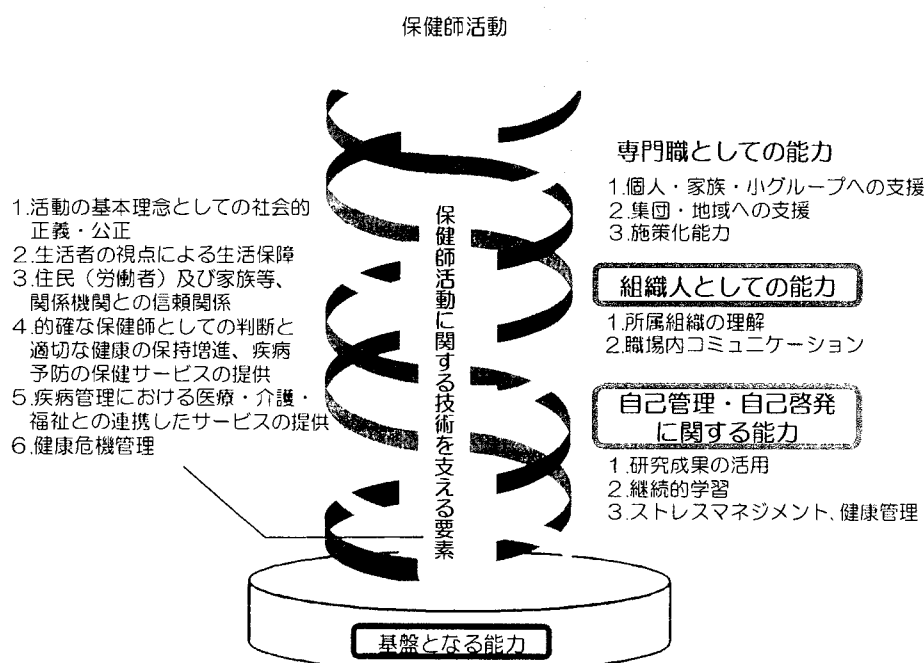 保健師活動
1.活動の基本理念としての社会的
正義・公正
2.生活者の視点による生活保障
3.住民（労働者）及び家族等、
関係機関との信頼関係
4.的確な保健師としての判断と
適切な健康の保持増進、疾病
予防の保健サービスの提供
5.疾病管理における医療・介護・
福祉との連携したサービスの提供
6.健康危機管理
保健師活動に関する技術を支える要素
専門職としての能力
1.個人・家族・小グループへの支援
2.集団・地域への支援
3.施策化能力
組織人としての能力
1.所属組織の理解
2.職場内コミュニケーション
自己管理・自己啓発
に関する能力
1.研究成果の活用
2.継続的学習
3.ストレスマネジメント、健康管理
基盤となる能力